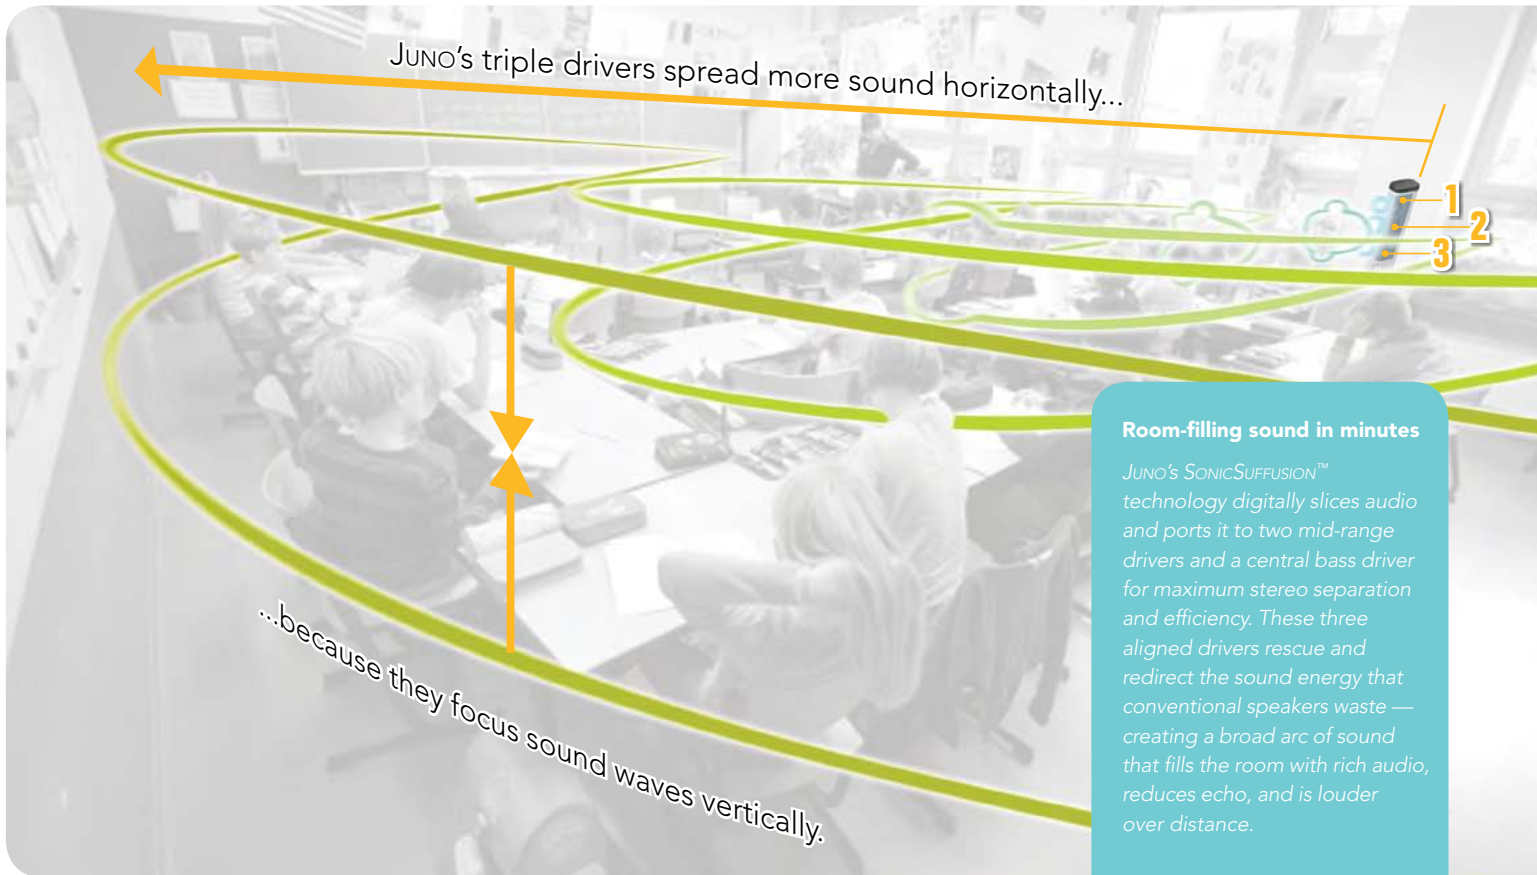 Juno's triple drivers spread more sound horizontally...
1
2
3
...because they focus sound waves vertically.
Room-filling sound in minutes
Juno's SonicSuffusion™
technology digitally slices audio
and ports it to two mid-range
drivers and a central bass driver
for maximum stereo separation
and efficiency. These three
aligned drivers rescue and
redirect the sound energy that
conventional speakers waste —
creating a broad arc of sound
that fills the room with rich audio,
reduces echo, and is louder
over distance.